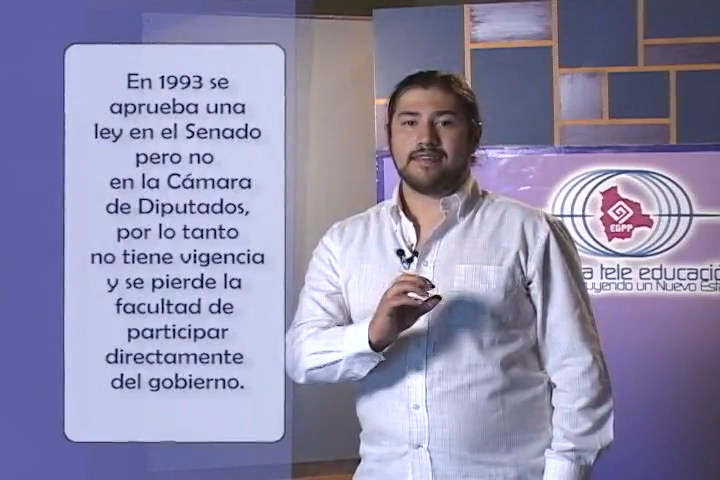 En 1993 se
aprueba una
ley en el Senado
pero no
en la Cámara
de Diputados,
por lo tanto
no tiene vigencia
y se pierde la
facultad de
participar
directamente
del gobierno.
EGPP
a tele educació
uyendo un Nuevo Est